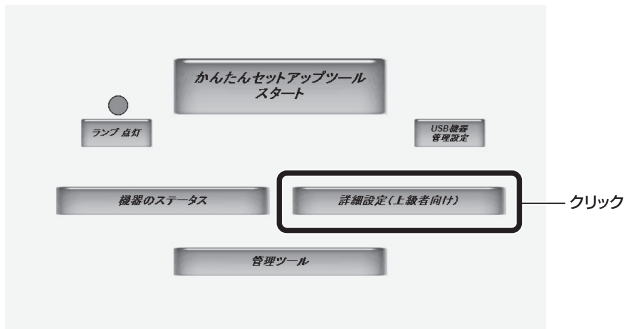 かんたんセットアップツール
スタート
ランプ 点灯
USB機器
管理設定
機器のステータス
詳細設定(上級者向け)
クリック
管理ツール